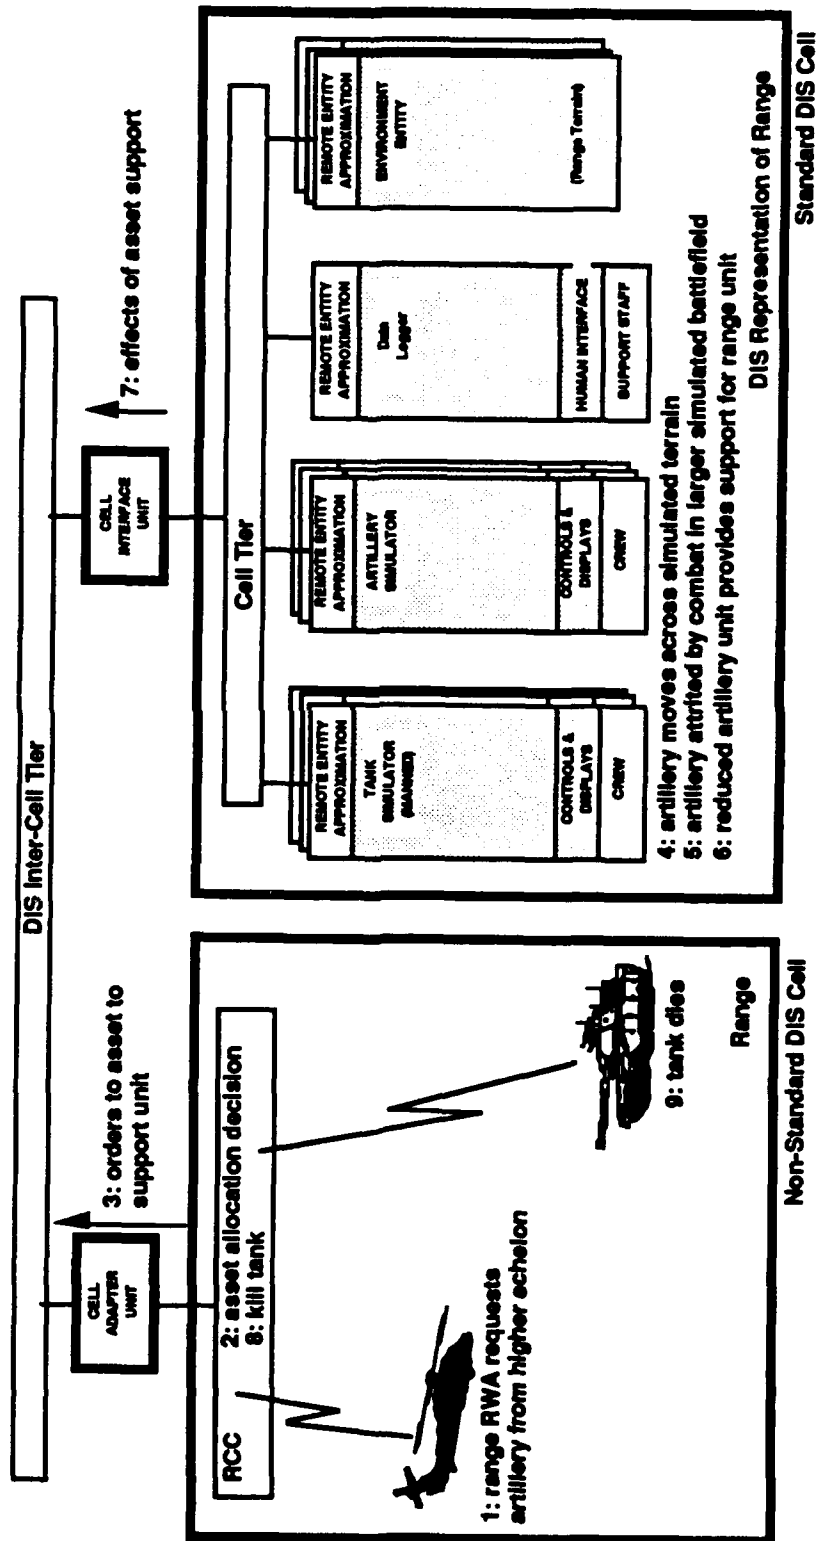 DIS Inter-Cell Tier
CELL
ADAPTER
UNIT
3: orders to asset to
support unit
CELL
INTERFACE
UNIT
7: effects of asset support
RCC
2: asset allocation decision
8: kill tank
1: range RWA requests
artillery from higher echelon
9: tank dies
Range
Non-Standard DIS Cell
Cell Tier
REMOTE ENTITY
APPROXIMATION
TANK
SIMULATOR
(MANNED)
CONTROLS &
DISPLAYS
CREW
REMOTE ENTITY
APPROXIMATION
ARTILLERY
SIMULATOR
CONTROLS &
DISPLAYS
CREW
REMOTE ENTITY
APPROXIMATION
Data
Logger
HUMAN INTERFACE
SUPPORT STAFF
REMOTE ENTITY
APPROXIMATION
ENVIRONMENT
ENTITY
(Range Terrain)
4: artillery moves across simulated terrain
5: artillery attrited by combat in larger simulated battlefield
6: reduced artillery unit provides support for range unit
DIS Representation of Range
Standard DIS Cell